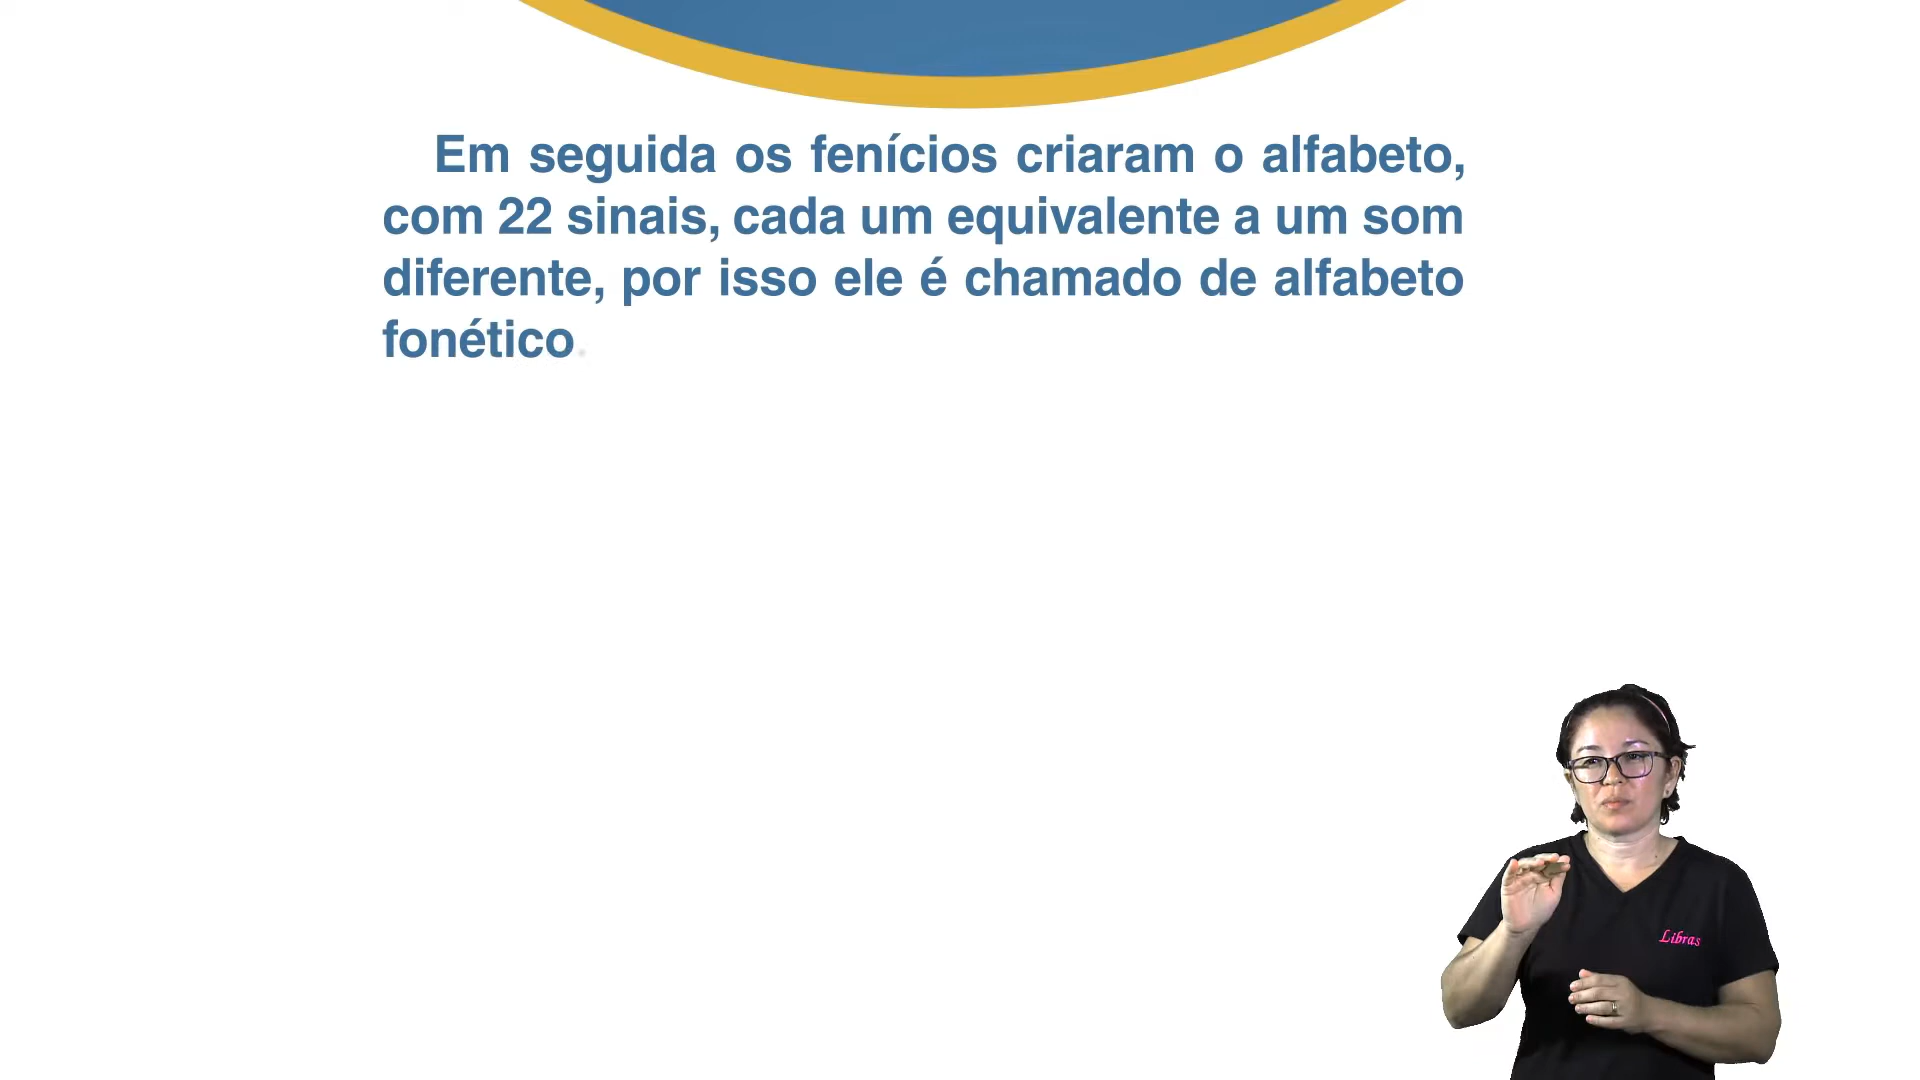 Em seguida os fenícios criaram o alfabeto,
com 22 sinais, cada um equivalente a um som
diferente, por isso ele é chamado de alfabeto
fonético.
Libras